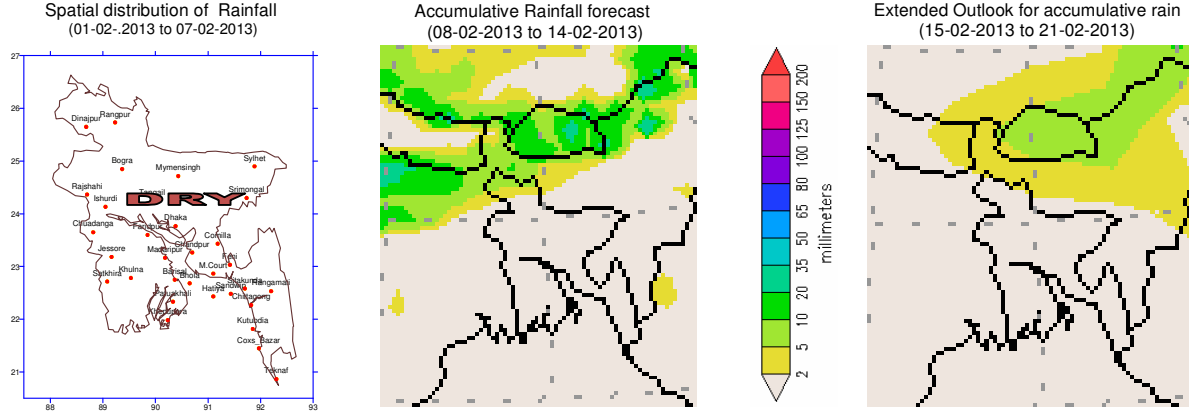 Spatial distribution of Rainfall
(01-02-.2013 to 07-02-2013)
Accumulative Rainfall forecast
(08-02-2013 to 14-02-2013)
Extended Outlook for accumulative rain
(15-02-2013 to 21-02-2013)
27
26
25
24
23
22
21
88
89
90
91
92
93
Dinajpur
Rangpur
Bogra
Mymensingh
Sylhet
Rajshahi
Ishurdi
Tangail
Srimongal
DRY
Chuadanga
Faridpur
Dhaka
Comilla
Jessore
Madaripur
Chandpur
Feni
Satkhira
Khulna
Barisal
Bhola
M.Court
Hatiya
Sandwip
Sitakunda
Rangamati
Patuakhali
Chittagong
Khepupara
Kutubdia
Coxs_Bazar
Teknaf
200
150
125
100
80
65
50
35
20
10
5
2
millimeters